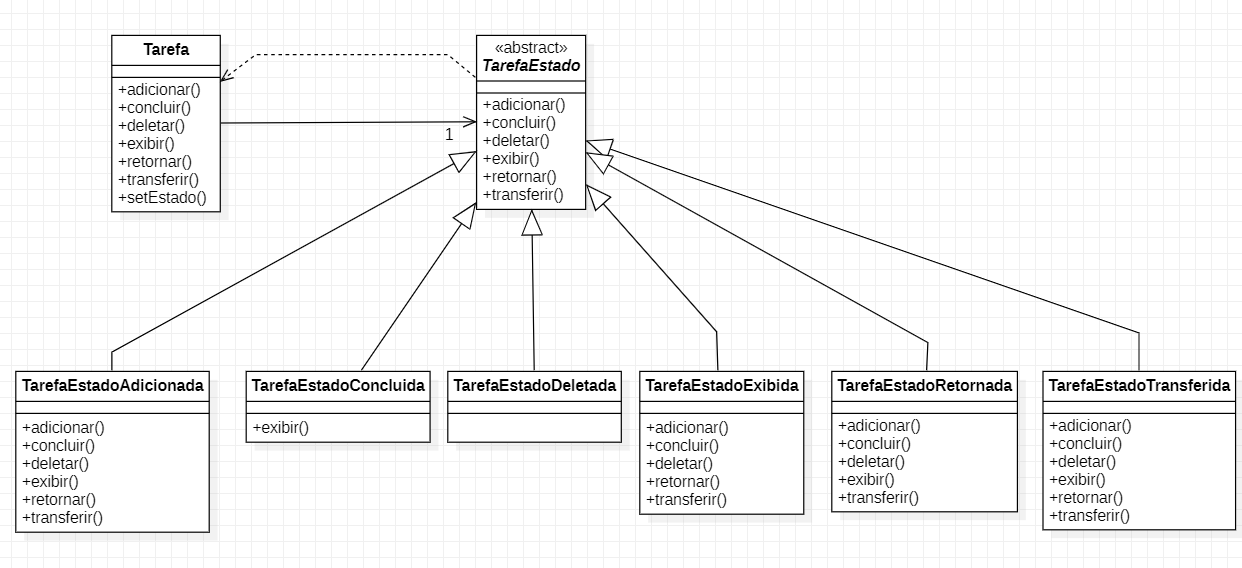 Tarefa
+adicionar()
+concluir()
+deletar()
+exibir()
+retornar()
+transferir()
+setEstado()
1
«abstract»
TarefaEstado
+adicionar()
+concluir()
+deletar()
+exibir()
+retornar()
+transferir()
TarefaEstadoAdicionada
+adicionar()
+concluir()
+deletar()
+exibir()
+retornar()
+transferir()
TarefaEstadoConcluida
+exibir()
TarefaEstadoDeletada
TarefaEstadoExibida
+adicionar()
+concluir()
+deletar()
+retornar()
+transferir()
TarefaEstadoRetornada
+adicionar()
+concluir()
+deletar()
+exibir()
+transferir()
TarefaEstadoTransferida
+adicionar()
+concluir()
+deletar()
+exibir()
+retornar()
+transferir()